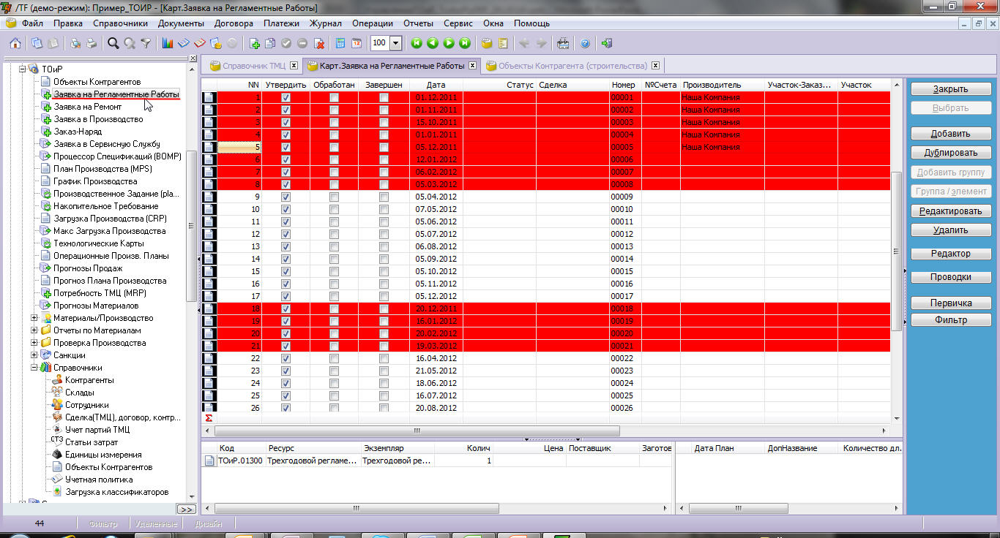 /TF (демо-режим): Пример_ТОИР - [Карт.Заявка на Регламентные Работы]
Файл Правка Справочники Документы Договора Платежи Журнал Операции Отчеты Сервис Окна Помощь
100
Справочник ТМЦ Карт.Заявка на Регламентные Работы Объекты Контрагента (строительства)
ТОиР
Объекты Контрагентов
Заявка на Регламентные Работы
Заявка на Ремонт
Заявка в Производство
Заказ-Наряд
Заявка в Сервисную Службу
Процессор Спецификаций (BOMP)
План Производства (MPS)
График Производства
Производственное Задание (pla...
Накопительное Требование
Загрузка Производства (CRP)
Макс Загрузка Производства
Технологические Карты
Операционные Произв. Планы
Прогнозы Продаж
Прогноз Плана Производства
Потребность ТМЦ (MRP)
Прогнозы Материалов
Материалы/Производство
Отчеты по Материалам
Проверка Производства
Санкции
Справочники
Контрагенты
Склады
Сотрудники
Сделка(ТМЦ), договор, контр...
Учет партий ТМЦ
СТЗ Статьи затрат
Единицы измерения
Объекты Контрагентов
Учетная политика
Загрузка классификаторов
>>
NN Утвердить Обработан Завершен Дата Статус Сделка Номер №Счета Производитель Участок-Заказ... Участок
1 01.12.2011 00001 Наша Компания
2 01.11.2011 00002 Наша Компания
3 15.10.2011 00003 Наша Компания
4 01.01.2011 00004 Наша Компания
5 05.12.2011 00005 Наша Компания
6 12.01.2012 00006
7 06.02.2012 00007
8 05.03.2012 00008
9 05.04.2012 00009
10 07.05.2012 00010
11 05.06.2012 00011
12 05.07.2012 00012
13 06.08.2012 00013
14 05.09.2012 00014
15 05.10.2012 00015
16 05.11.2012 00016
17 05.12.2012 00017
18 20.12.2011 00018
19 16.01.2012 00019
20 20.02.2012 00020
21 19.03.2012 00021
22 16.04.2012 00022
23 21.05.2012 00023
24 18.06.2012 00024
25 16.07.2012 00025
26 20.08.2012 00026
Σ
Код Ресурс Экземпляр Колич Цена Поставщик Заготов
ТОиР.01300 Трехгодовой регламе... Трехгодовой ре... 1
Дата План ДопНазвание Количество дл.
Закрыть
Выбрать
Добавить
Дублировать
Добавить группу
Группа / элемент
Редактировать
Удалить
Редактор
Проводки
Первичка
Фильтр
44 Фильтр Удаленные Дизайн